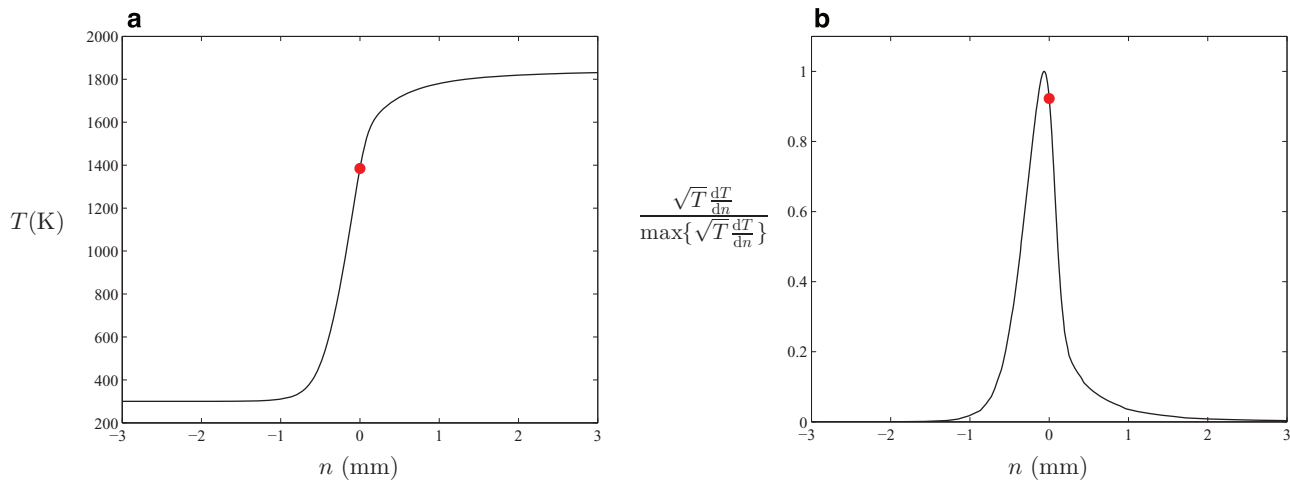 a
2000
1800
1600
1400
1200
1000
800
600
400
200
−3 −2 −1 0 1 2 3
T(K)
n (mm)
b
1
0.8
0.6
0.4
0.2
0
−3 −2 −1 0 1 2 3
√T dT/dn
max{√T dT/dn}
n (mm)